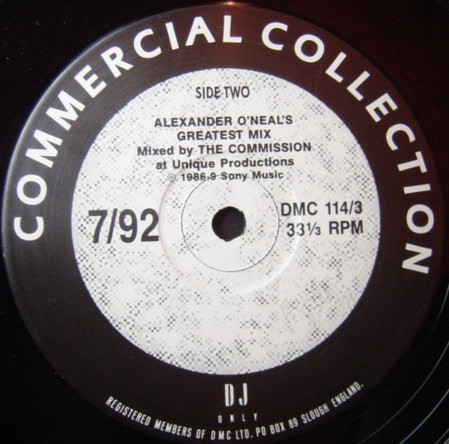 COMMERCIAL COLLECTION
SIDE TWO
ALEXANDER O'NEAL'S
GREATEST MIX
Mixed by THE COMMISSION
at Unique Productions
℗ 1986-9 Sony Music
7/92
DMC 114/3
33⅓ RPM
DJ
ONLY
REGISTERED MEMBERS OF DMC LTD. PO BOX 89 SLOUGH ENGLAND.